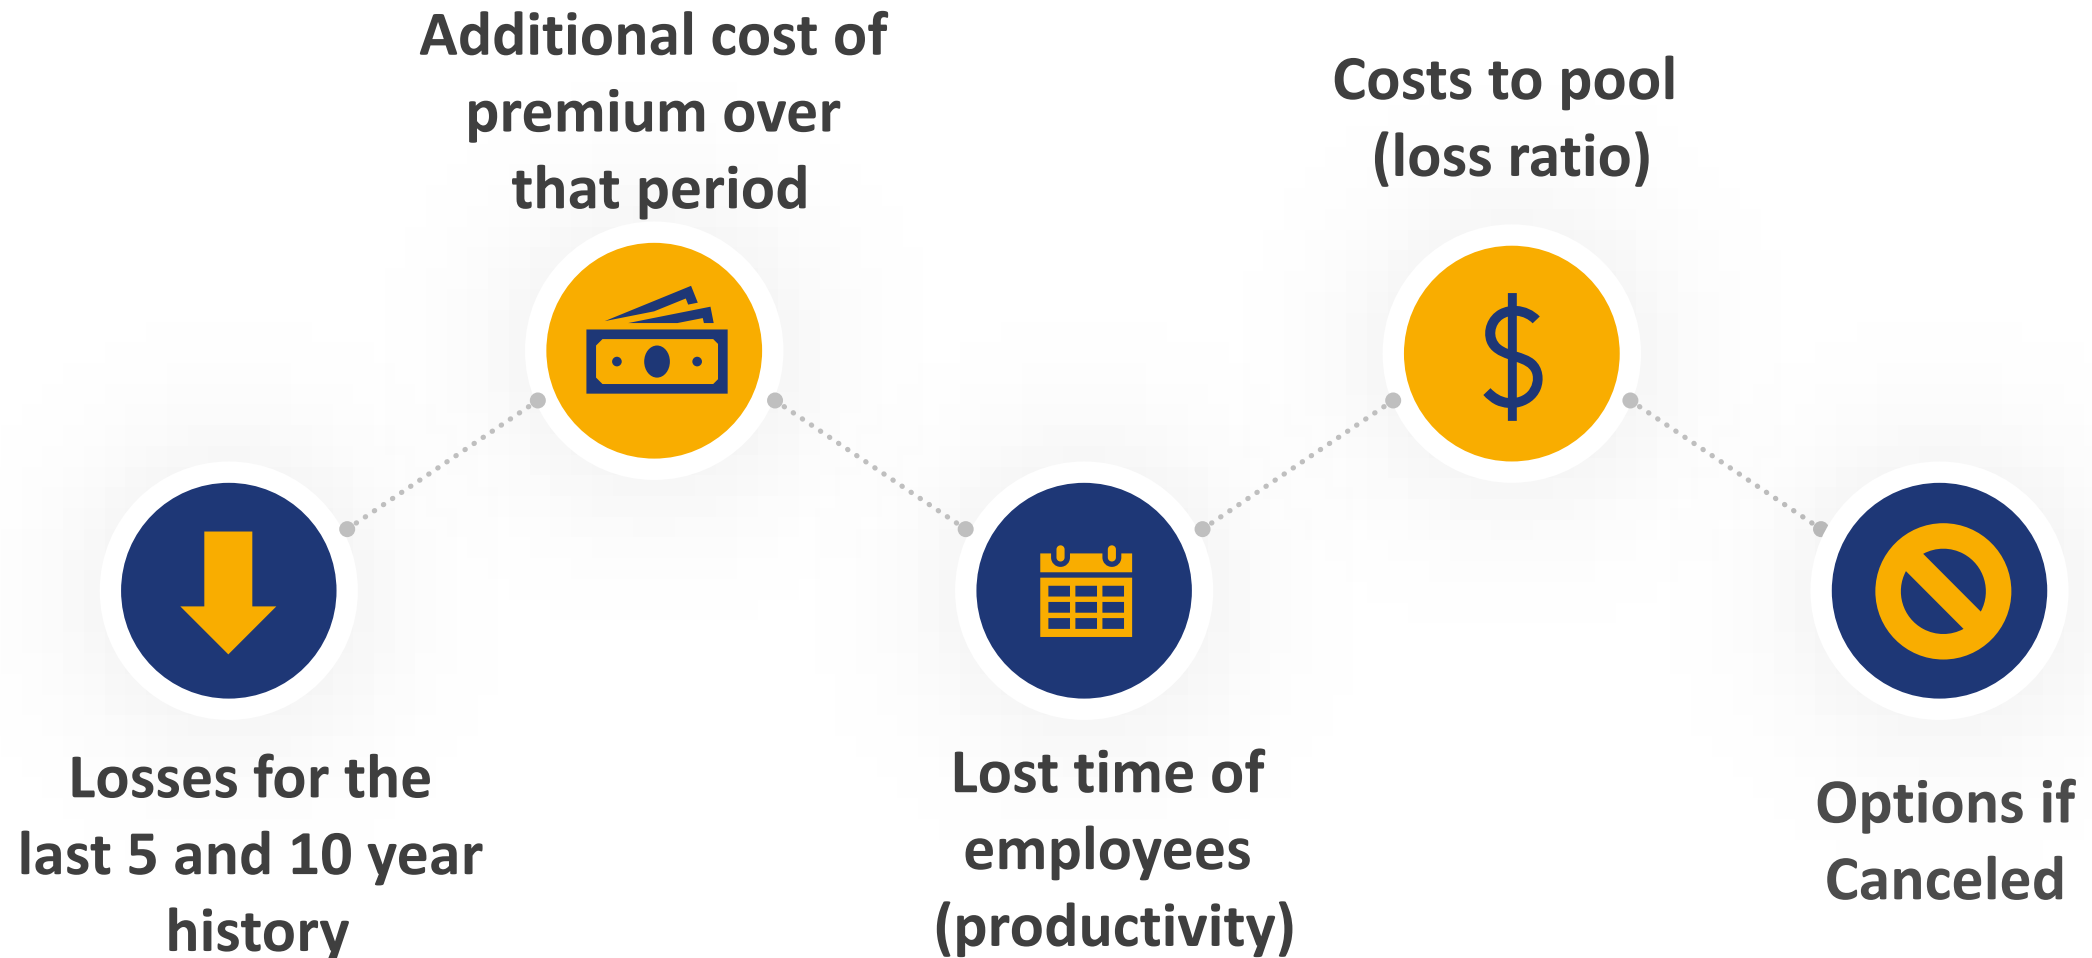 Losses for the
last 5 and 10 year
history
Additional cost of
premium over
that period
Lost time of
employees
(productivity)
Costs to pool
(loss ratio)
Options if
Canceled